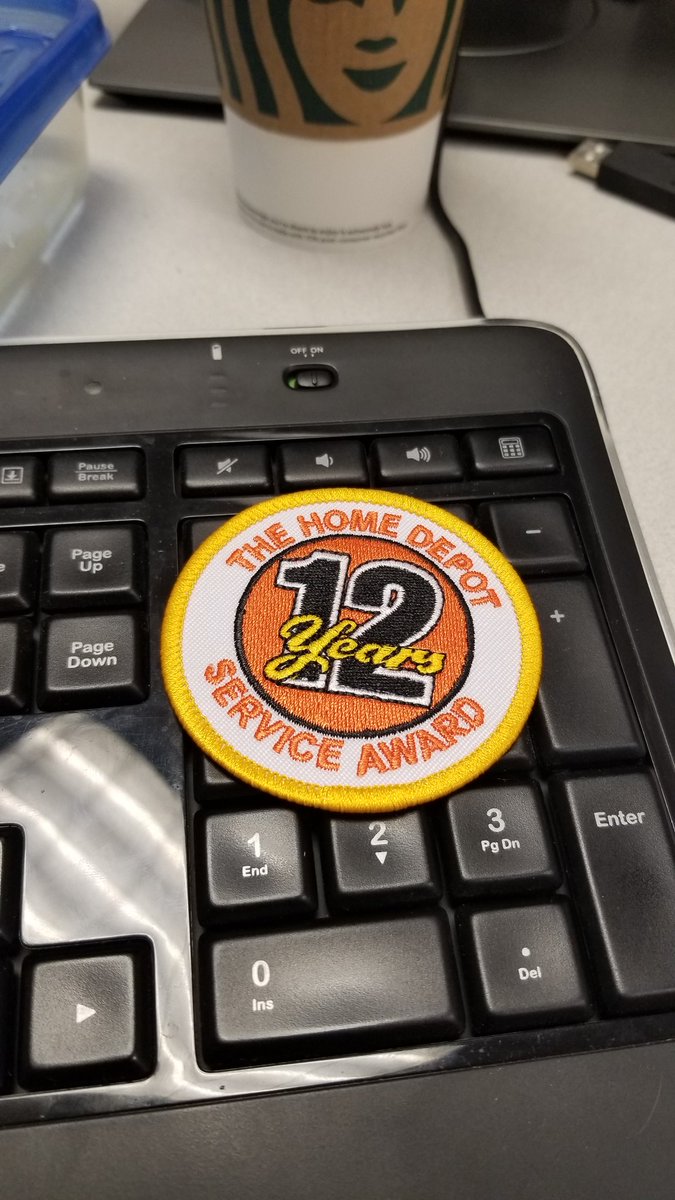 OFF ON
Pause
Break
Page
Up
Page
Down
THE HOME DEPOT
12
Years
SERVICE AWARD
−
+
1
End
2
3
Pg Dn
Enter
0
Ins
.
Del